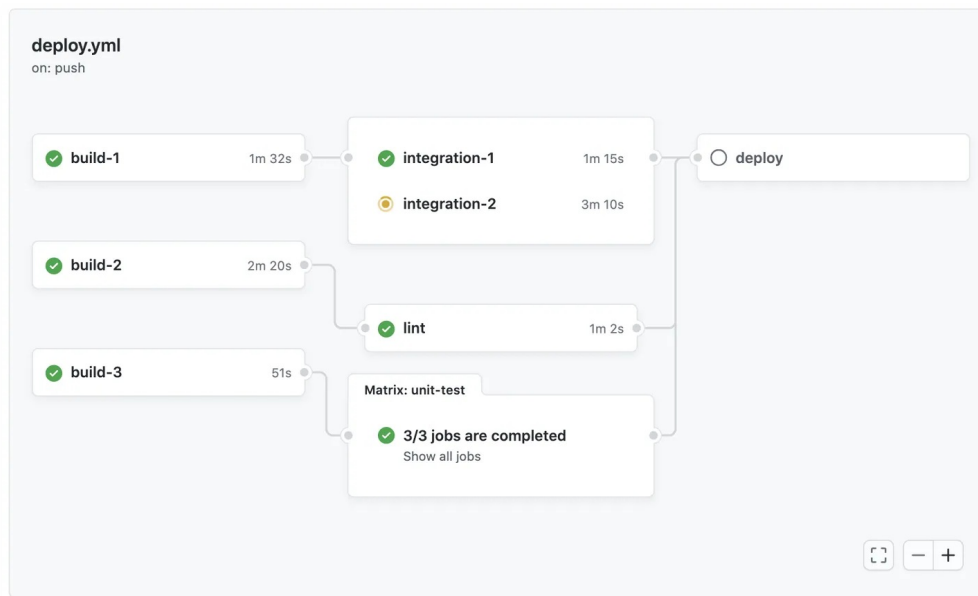 deploy.yml
on: push
build-1 1m 32s
integration-1 1m 15s
deploy
integration-2 3m 10s
build-2 2m 20s
lint 1m 2s
build-3 51s
Matrix: unit-test
3/3 jobs are completed
Show all jobs